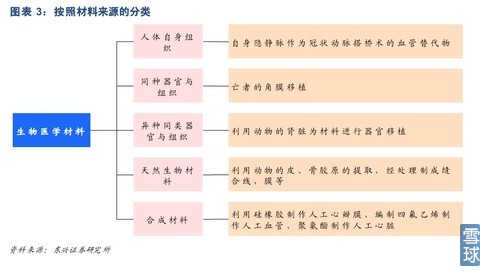 图表 3：按照材料来源的分类
人体自身组
织
自身隐静脉作为冠状动脉搭桥术的血管替代物
同种器官与
组织
亡者的角膜移植
生物医学材料
异种同类器
官与组织
利用动物的肾脏为材料进行器官移植
天然生物材
料
利用动物的皮、骨胶原的提取，经处理制成缝
合线，膜等
合成材料
利用硅橡胶制作人工心瓣膜，编制四氟乙烯制
作人工血管，聚氨酯制作人工心脏
资料来源：东兴证券研究所
雪球